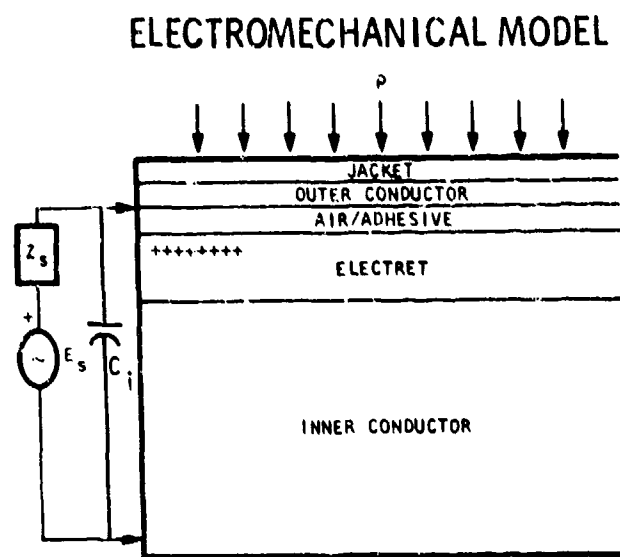 ELECTROMECHANICAL MODEL
P
JACKET
OUTER CONDUCTOR
AIR/ADHESIVE
++++++++
ELECTRET
Z s
+
~
E s
C i
INNER CONDUCTOR